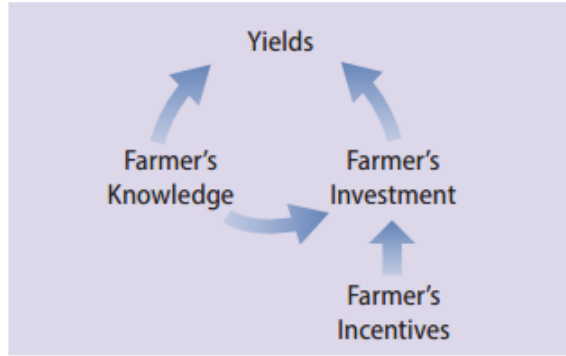 Yields
Farmer's
Knowledge
Farmer's
Investment
Farmer's
Incentives